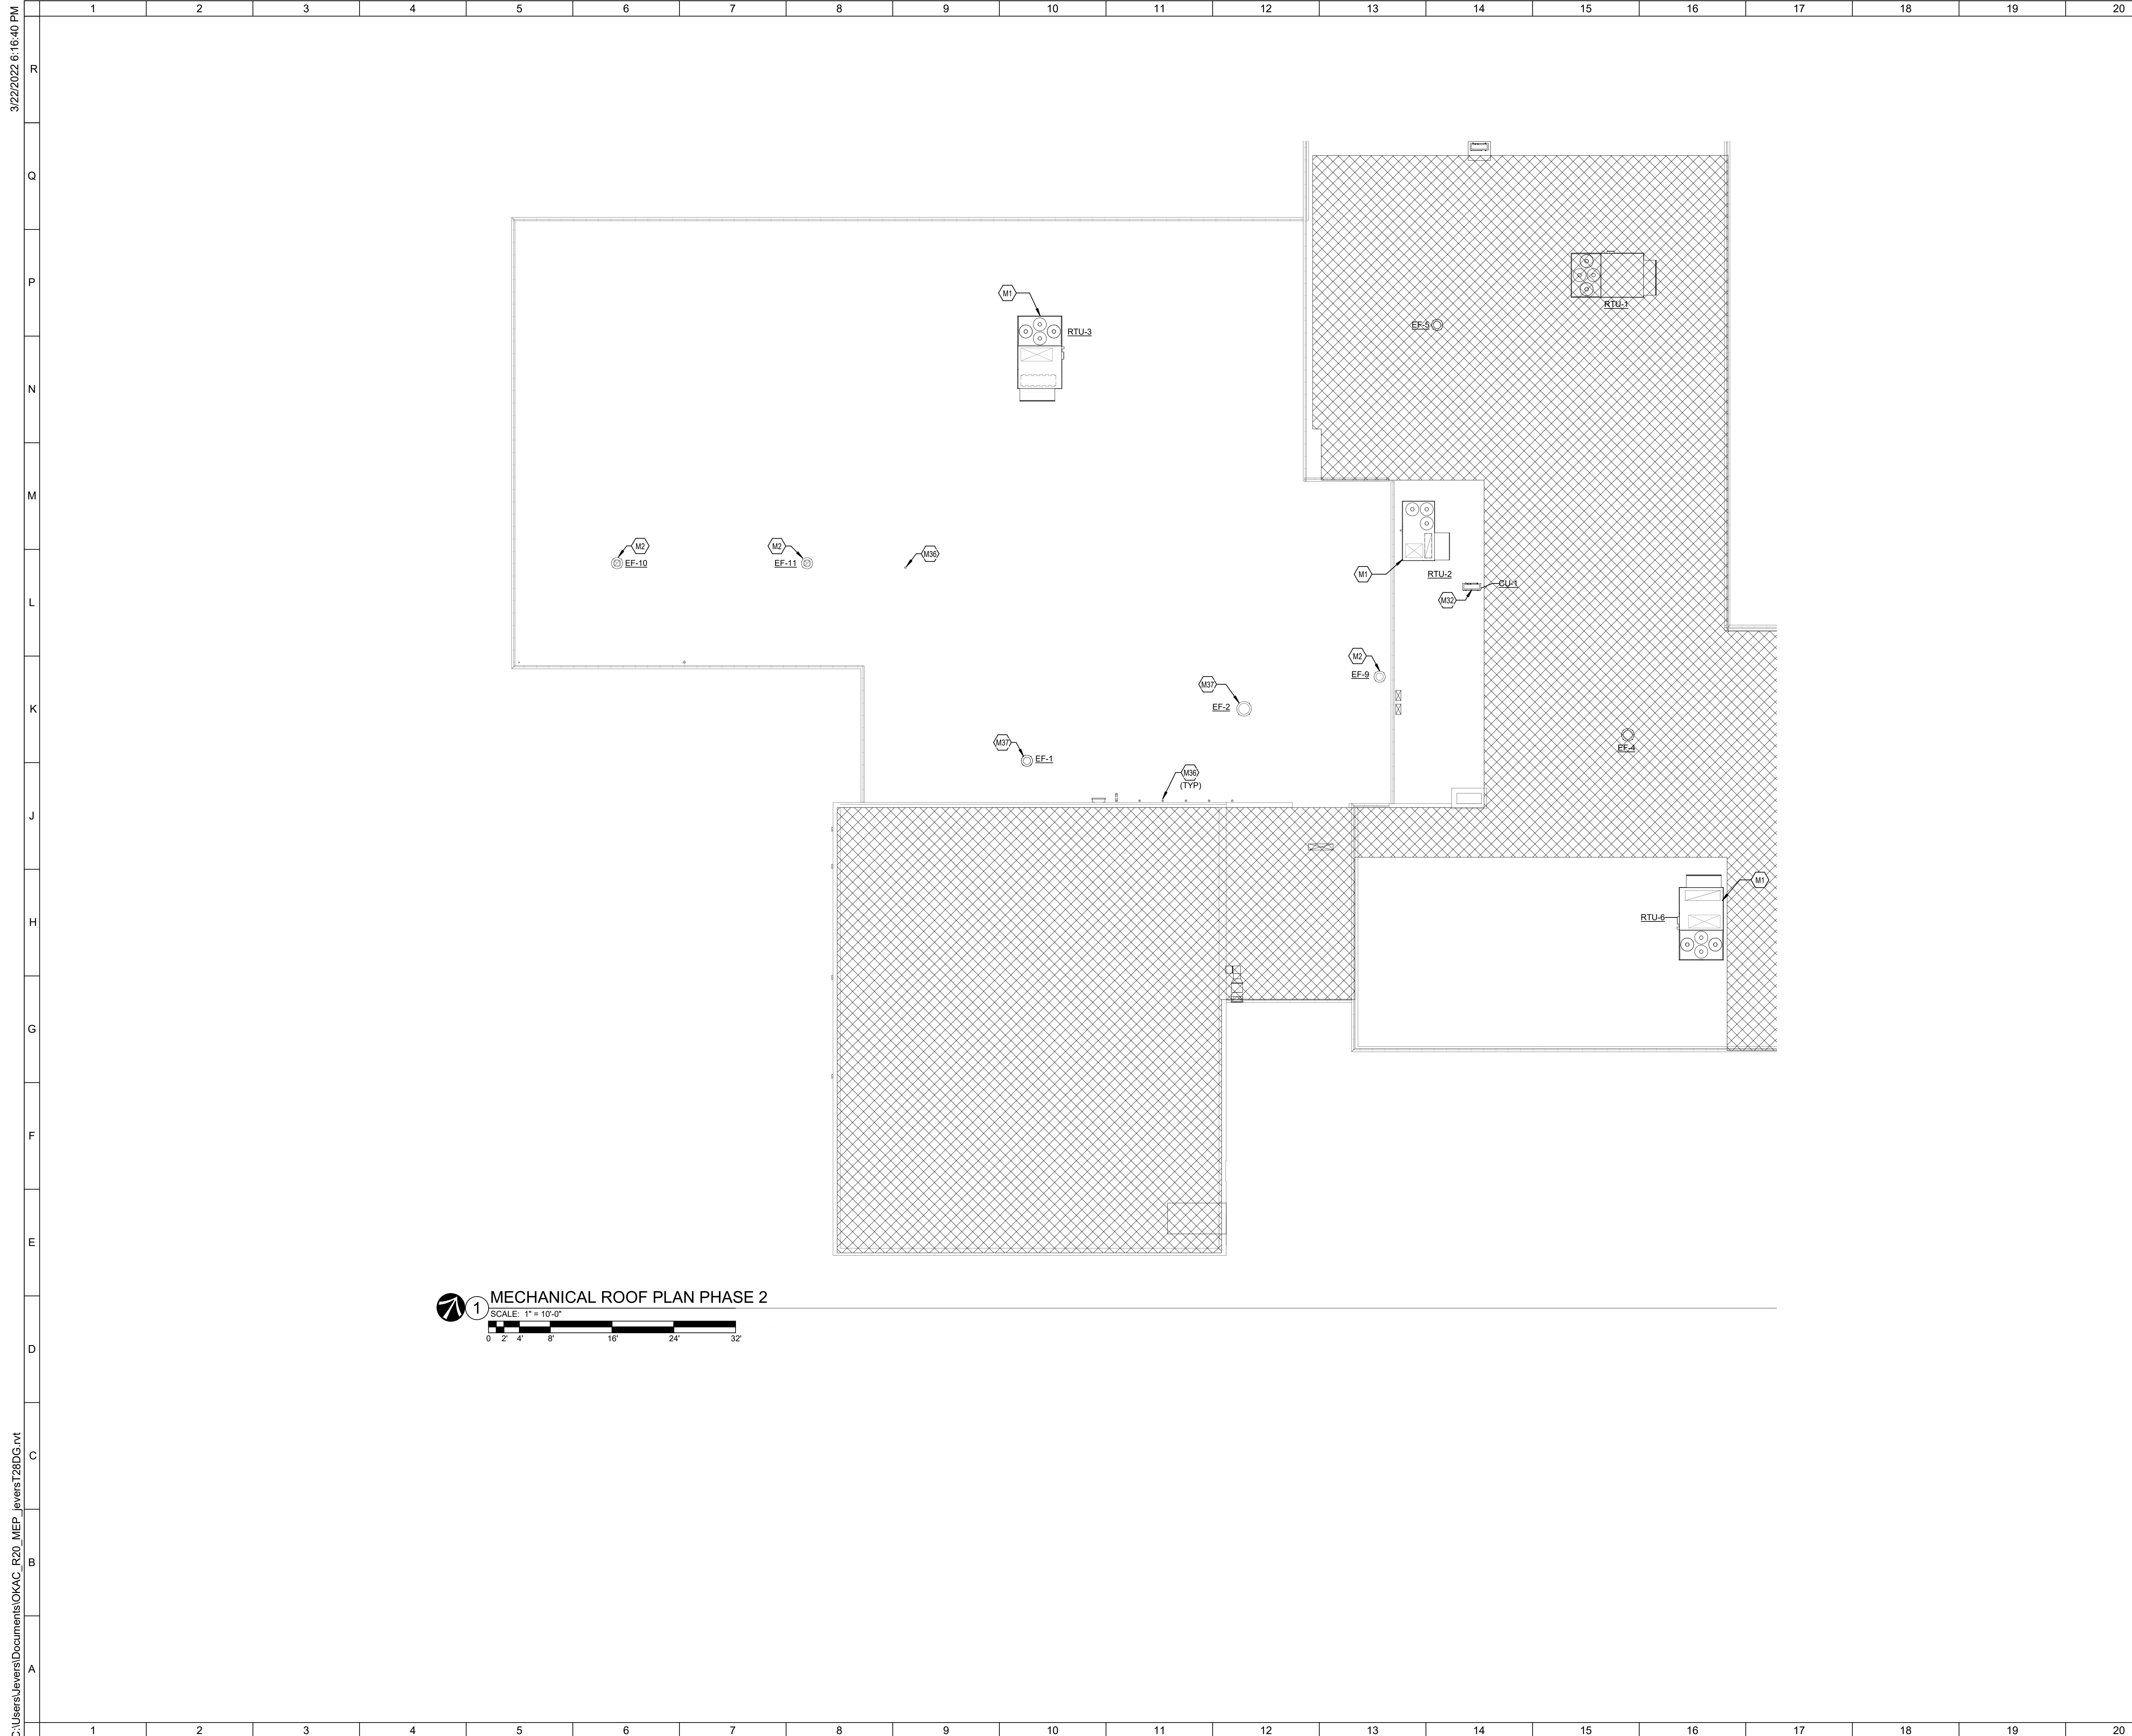 1 2 3 4 5 6 7 8 9 10 11 12 13 14 15 16 17 18 19 20
3/22/2022 6:16:40 PM
R
Q
P
N
M
L
K
J
H
G
F
E
D
C
B
A
C:\Users\Jevers\Documents\OKAC_R20_MEP_jeversT28DG.rvt
M1
RTU-3
RTU-1
EF-5
M2
EF-10
M2
EF-11
M36
M1
RTU-2
CU-1
M32
M2
EF-9
M37
EF-2
M37
EF-1
EF-4
M36
(TYP)
M1
RTU-6
1
MECHANICAL ROOF PLAN PHASE 2
SCALE: 1" = 10'-0"
0 2' 4' 8' 16' 24' 32'
1 2 3 4 5 6 7 8 9 10 11 12 13 14 15 16 17 18 19 20